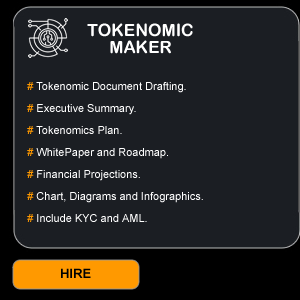 TOKENOMIC
MAKER
# Tokenomic Document Drafting.
# Executive Summary.
# Tokenomics Plan.
# WhitePaper and Roadmap.
# Financial Projections.
# Chart, Diagrams and Infographics.
# Include KYC and AML.
HIRE